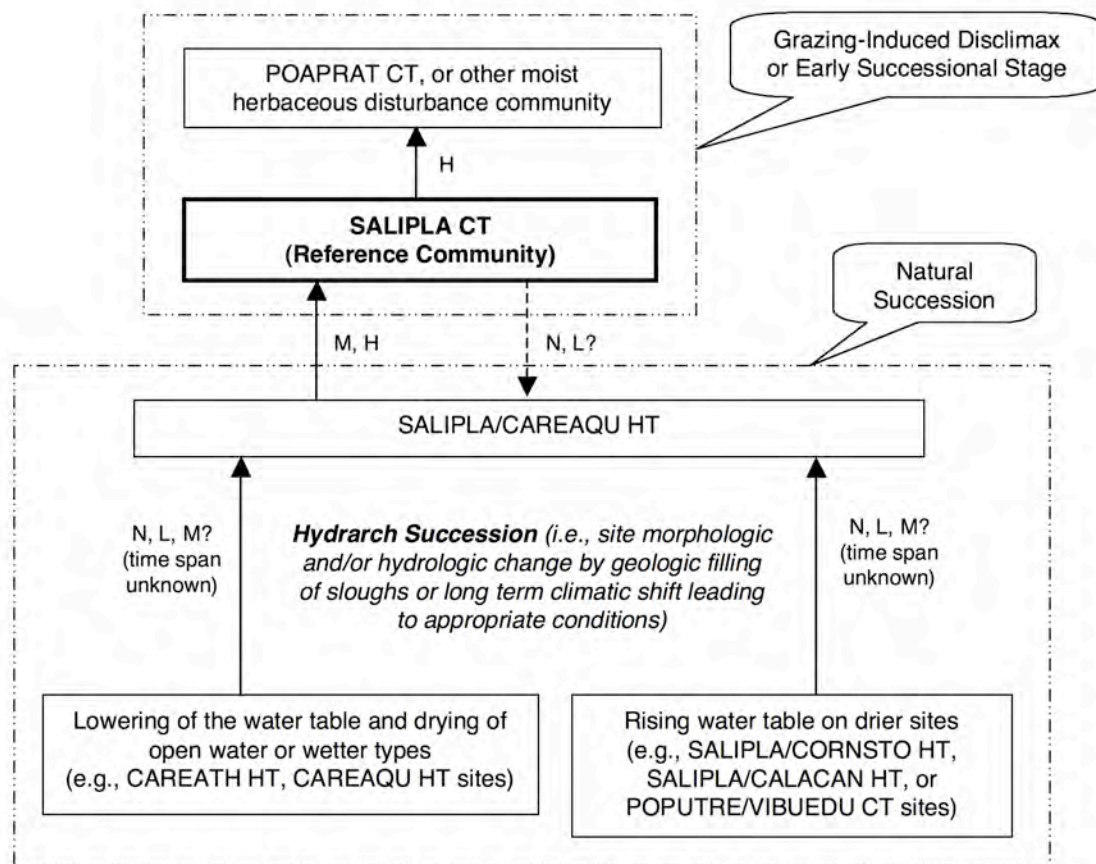 Grazing-Induced Disclimax
or Early Successional Stage
POAPRAT CT, or other moist
herbaceous disturbance community
H
SALIPLA CT
(Reference Community)
Natural
Succession
M, H
N, L?
SALIPLA/CAREAQU HT
N, L, M?
(time span
unknown)
Hydrarch Succession (i.e., site morphologic
and/or hydrologic change by geologic filling
of sloughs or long term climatic shift leading
to appropriate conditions)
N, L, M?
(time span
unknown)
Lowering of the water table and drying of
open water or wetter types
(e.g., CAREATH HT, CAREAQU HT sites)
Rising water table on drier sites
(e.g., SALIPLA/CORNSTO HT,
SALIPLA/CALACAN HT, or
POPUTRE/VIBUEDU CT sites)